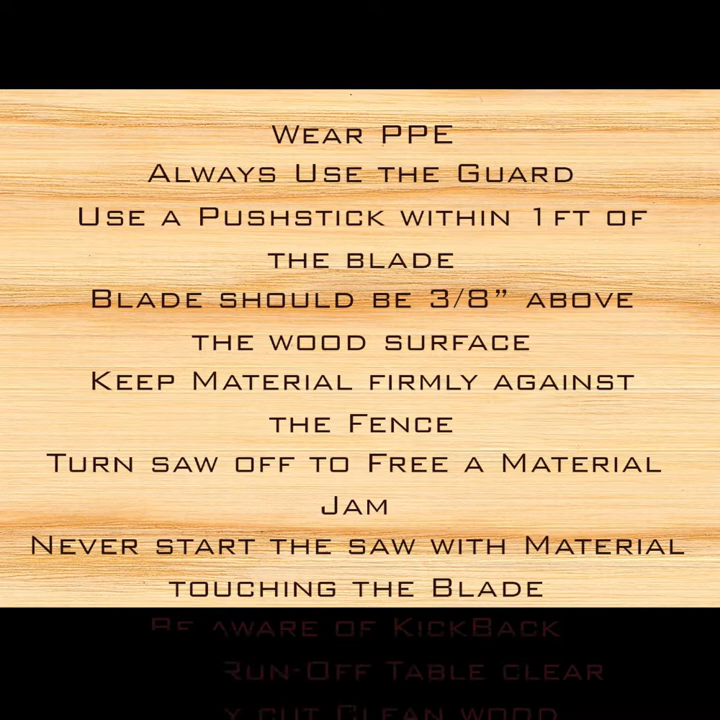 Wear PPE
Always Use the Guard
Use a Pushstick within 1ft of
the blade
Blade should be 3/8” above
the wood surface
Keep Material firmly against
the Fence
Turn saw off to Free a Material
Jam
Never start the saw with Material
touching the Blade
Be aware of KickBack
Run-Off Table clear
cut Clean wood